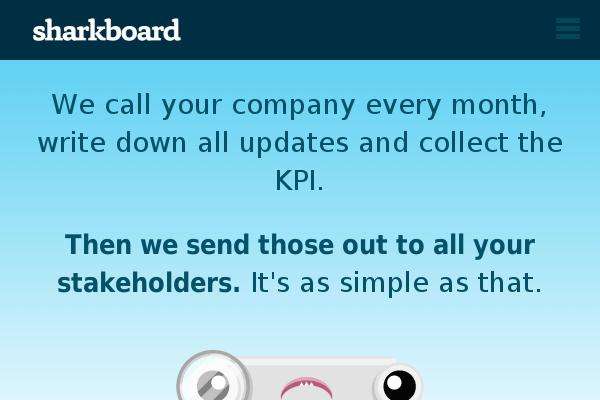 sharkboard
We call your company every month,
write down all updates and collect the
KPI.
Then we send those out to all your
stakeholders. It's as simple as that.